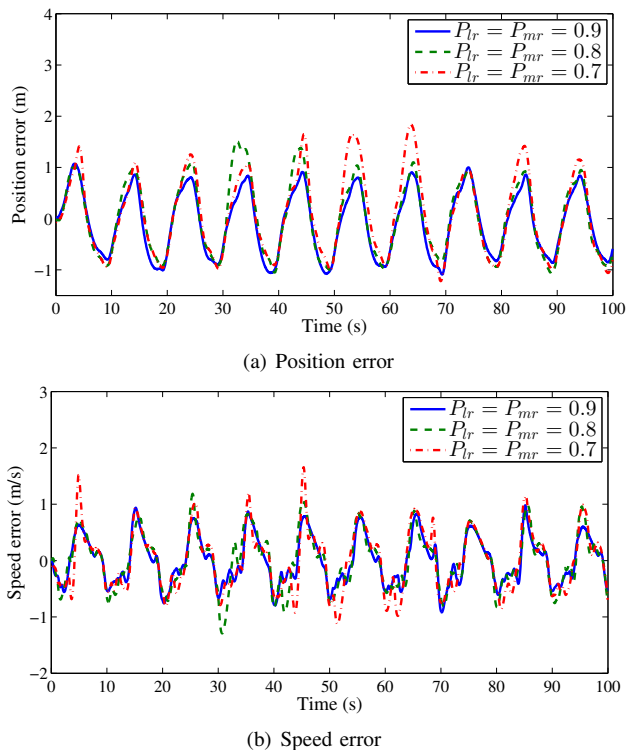 4
3
2
1
0
−1
Position error (m)
P_lr = P_mr = 0.9
P_lr = P_mr = 0.8
P_lr = P_mr = 0.7
0 10 20 30 40 50 60 70 80 90 100
Time (s)
(a) Position error
3
2
1
0
−1
−2
Speed error (m/s)
P_lr = P_mr = 0.9
P_lr = P_mr = 0.8
P_lr = P_mr = 0.7
0 10 20 30 40 50 60 70 80 90 100
Time (s)
(b) Speed error